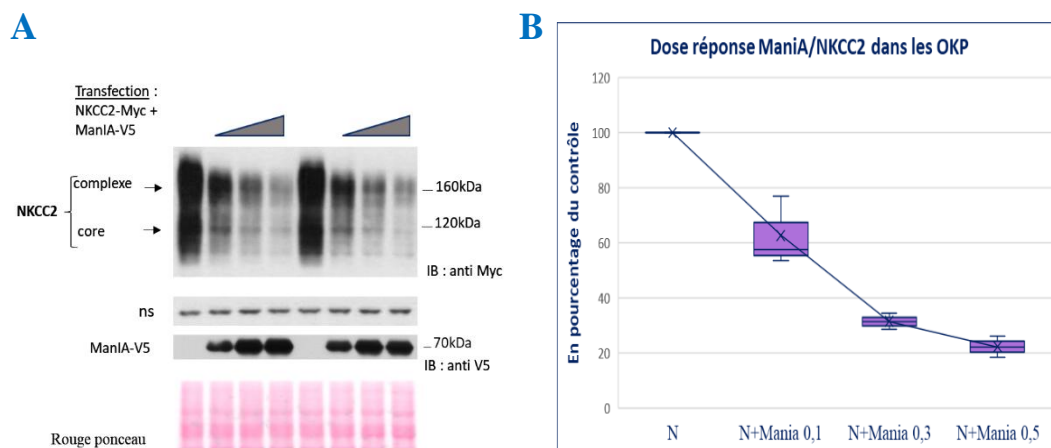 A
Transfection :
NKCC2-Myc +
ManIA-V5
NKCC2
complexe
core
160kDa
120kDa
IB : anti Myc
ns
ManIA-V5
70kDa
IB : anti V5
Rouge ponceau
B
Dose réponse ManiA/NKCC2 dans les OKP
En pourcentage du contrôle
120
100
80
60
40
20
0
N
N+Mania 0,1
N+Mania 0,3
N+Mania 0,5